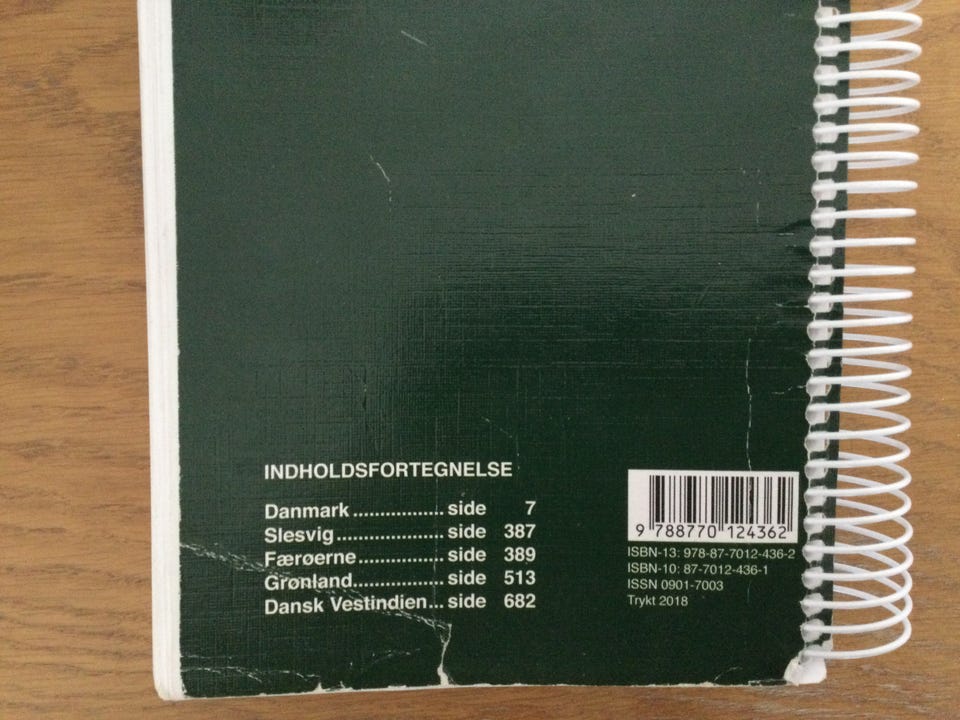 INDHOLDSFORTEGNELSE
Danmark ................. side 7
Slesvig ..................... side 387
Færøerne ................. side 389
Grønland.................. side 513
Dansk Vestindien... side 682
9 788770 124362
ISBN-13: 978-87-7012-436-2
ISBN-10: 87-7012-436-1
ISSN 0901-7003
Trykt 2018